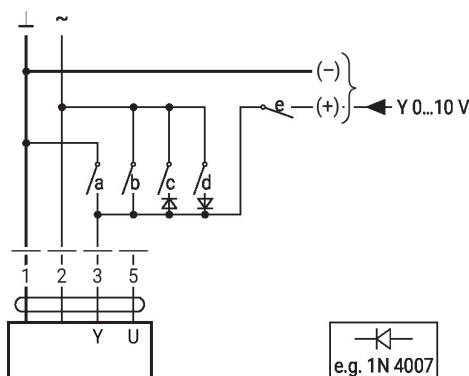 ⊥ ~
(−)
e (+) Y 0...10 V
a b c d
1 2 3 5
Y U
e.g. 1N 4007